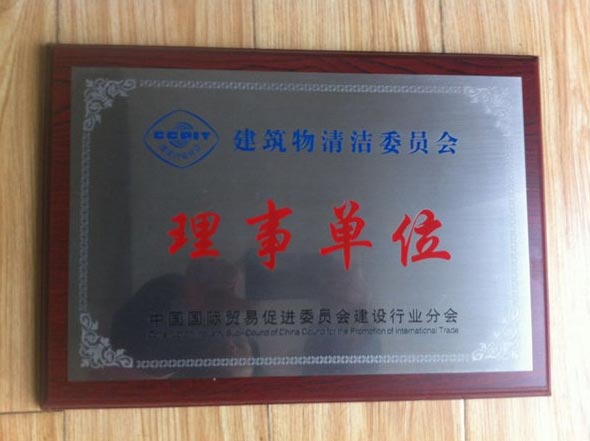 CCPIT
建筑物清洁委员会
理事单位
中国国际贸易促进委员会建设行业分会
Sub-Council of China Council for the Promotion of International Trade